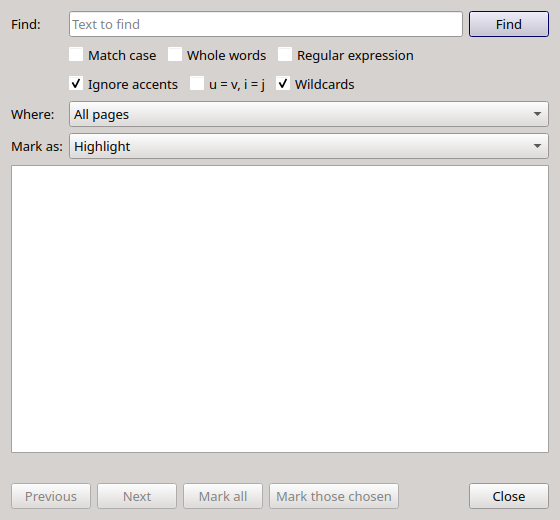 Find: Text to find Find
Match case Whole words Regular expression
Ignore accents u = v, i = j Wildcards
Where: All pages
Mark as: Highlight
Previous Next Mark all Mark those chosen Close